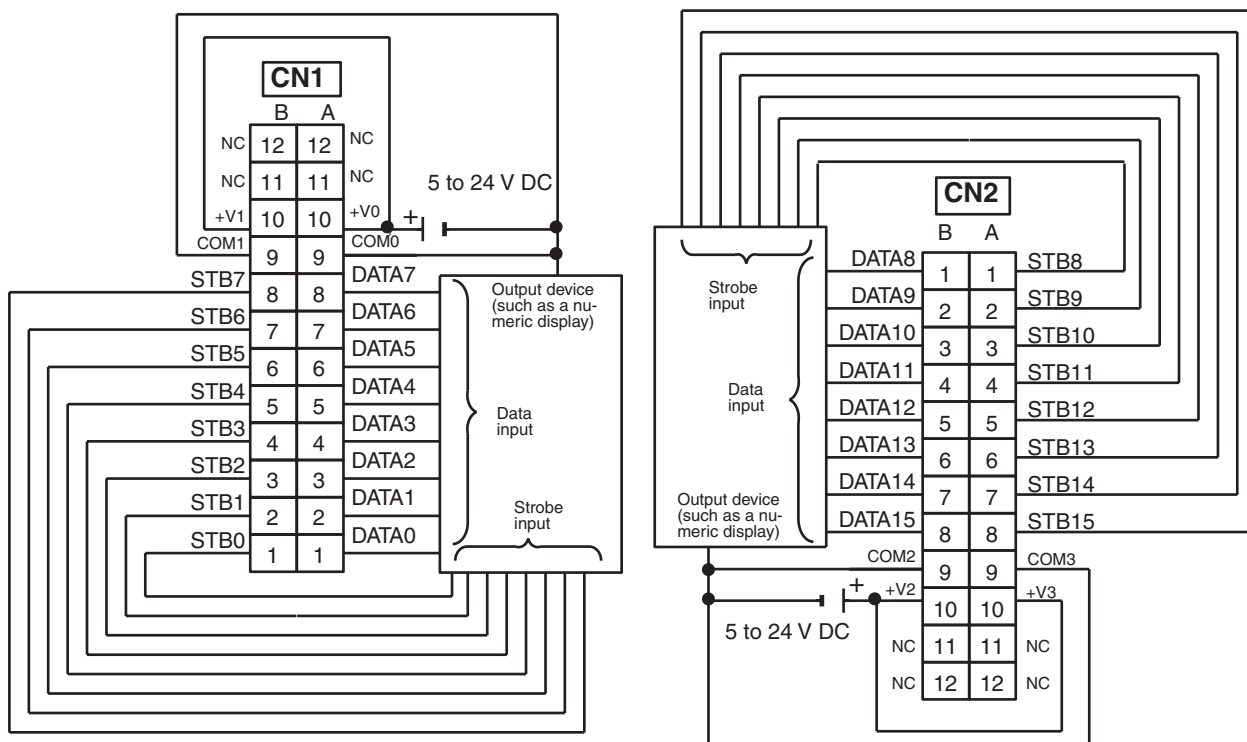 CN1
B A
NC 12 12 NC
NC 11 11 NC
5 to 24 V DC
+V1 10 10 +V0 +
COM1 9 9 COM0
STB7 8 8 DATA7
STB6 7 7 DATA6
STB5 6 6 DATA5
STB4 5 5 DATA4
STB3 4 4 DATA3
STB2 3 3 DATA2
STB1 2 2 DATA1
STB0 1 1 DATA0
Output device
(such as a nu-
meric display)
Data
input
Strobe
input
CN2
B A
Strobe
input
Data
input
Output device
(such as a nu-
meric display)
DATA8 1 1 STB8
DATA9 2 2 STB9
DATA10 3 3 STB10
DATA11 4 4 STB11
DATA12 5 5 STB12
DATA13 6 6 STB13
DATA14 7 7 STB14
DATA15 8 8 STB15
COM2 9 9 COM3
+ +V2 10 10 +V3
5 to 24 V DC
NC 11 11 NC
NC 12 12 NC